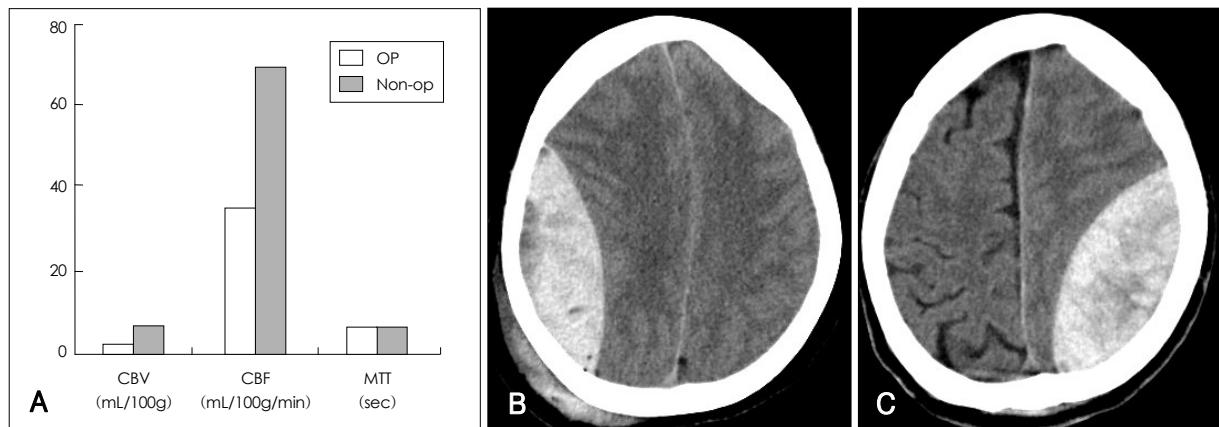 80
60
40
20
0
OP
Non-op
CBV
(mL/100g)
CBF
(mL/100g/min)
MTT
(sec)
A
B
C